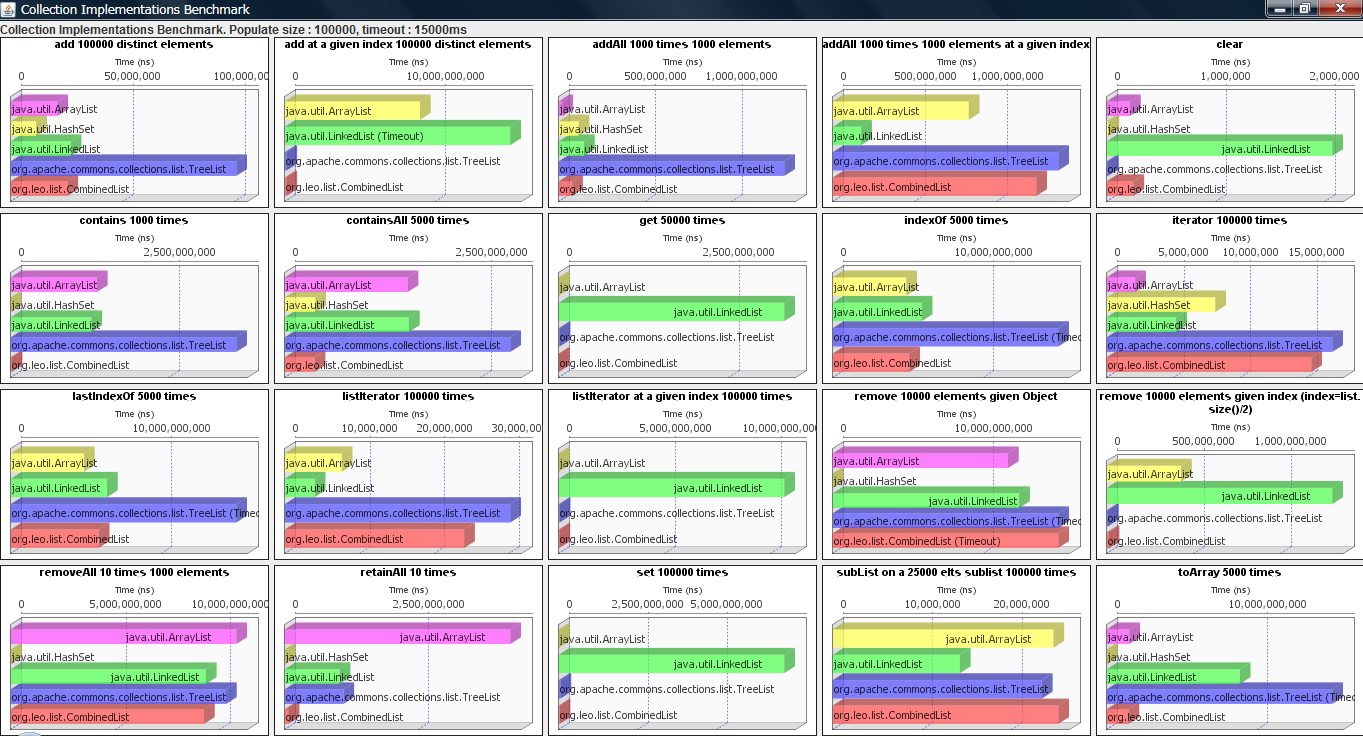 Collection Implementations Benchmark
Collection Implementations Benchmark. Populate size : 100000, timeout : 15000ms
add 100000 distinct elements
Time (ns)
0 50,000,000 100,000,00
java.util.ArrayList
java.util.HashSet
java.util.LinkedList
org.apache.commons.collections.list.TreeList
org.leo.list.CombinedList
add at a given index 100000 distinct elements
Time (ns)
0 10,000,000,000
java.util.ArrayList
java.util.LinkedList (Timeout)
org.apache.commons.collections.list.TreeList
org.leo.list.CombinedList
addAll 1000 times 1000 elements
Time (ns)
0 500,000,000 1,000,000,000
java.util.ArrayList
java.util.HashSet
java.util.LinkedList
org.apache.commons.collections.list.TreeList
org.leo.list.CombinedList
addAll 1000 times 1000 elements at a given index
Time (ns)
0 500,000,000 1,000,000,000
java.util.ArrayList
java.util.LinkedList
org.apache.commons.collections.list.TreeList
org.leo.list.CombinedList
clear
Time (ns)
0 1,000,000 2,000,000
java.util.ArrayList
java.util.HashSet
java.util.LinkedList
org.apache.commons.collections.list.TreeList
org.leo.list.CombinedList
contains 1000 times
Time (ns)
0 2,500,000,000
java.util.ArrayList
java.util.HashSet
java.util.LinkedList
org.apache.commons.collections.list.TreeList
org.leo.list.CombinedList
containsAll 5000 times
Time (ns)
0 2,500,000,000
java.util.ArrayList
java.util.HashSet
java.util.LinkedList
org.apache.commons.collections.list.TreeList
org.leo.list.CombinedList
get 50000 times
Time (ns)
0 2,500,000,000
java.util.ArrayList
java.util.LinkedList
org.apache.commons.collections.list.TreeList
org.leo.list.CombinedList
indexOf 5000 times
Time (ns)
0 10,000,000,000
java.util.ArrayList
java.util.LinkedList
org.apache.commons.collections.list.TreeList (Timec
org.leo.list.CombinedList
iterator 100000 times
Time (ns)
0 5,000,000 10,000,000 15,000,000
java.util.ArrayList
java.util.HashSet
java.util.LinkedList
org.apache.commons.collections.list.TreeList
org.leo.list.CombinedList
lastIndexOf 5000 times
Time (ns)
0 10,000,000,000
java.util.ArrayList
java.util.LinkedList
org.apache.commons.collections.list.TreeList (Timec
org.leo.list.CombinedList
listIterator 100000 times
Time (ns)
0 10,000,000 20,000,000 30,000,00
java.util.ArrayList
java.util.LinkedList
org.apache.commons.collections.list.TreeList
org.leo.list.CombinedList
listIterator at a given index 100000 times
Time (ns)
0 5,000,000,000 10,000,000,0
java.util.ArrayList
java.util.LinkedList
org.apache.commons.collections.list.TreeList
org.leo.list.CombinedList
remove 10000 elements given Object
Time (ns)
0 10,000,000,000
java.util.ArrayList
java.util.HashSet
java.util.LinkedList
org.apache.commons.collections.list.TreeList (Timec
org.leo.list.CombinedList (Timeout)
remove 10000 elements given index (index=list.
size()/2)
Time (ns)
0 500,000,000 1,000,000,000
java.util.ArrayList
java.util.LinkedList
org.apache.commons.collections.list.TreeList
org.leo.list.CombinedList
removeAll 10 times 1000 elements
Time (ns)
0 5,000,000,000 10,000,000,00
java.util.ArrayList
java.util.HashSet
java.util.LinkedList
org.apache.commons.collections.list.TreeList
org.leo.list.CombinedList
retainAll 10 times
Time (ns)
0 2,500,000,000
java.util.ArrayList
java.util.HashSet
java.util.LinkedList
org.apache.commons.collections.list.TreeList
org.leo.list.CombinedList
set 100000 times
Time (ns)
0 2,500,000,000 5,000,000,000
java.util.ArrayList
java.util.LinkedList
org.apache.commons.collections.list.TreeList
org.leo.list.CombinedList
subList on a 25000 elts sublist 100000 times
Time (ns)
0 10,000,000 20,000,000
java.util.ArrayList
java.util.LinkedList
org.apache.commons.collections.list.TreeList
org.leo.list.CombinedList
toArray 5000 times
Time (ns)
0 10,000,000,000
java.util.ArrayList
java.util.HashSet
java.util.LinkedList
org.apache.commons.collections.list.TreeList (Timec
org.leo.list.CombinedList